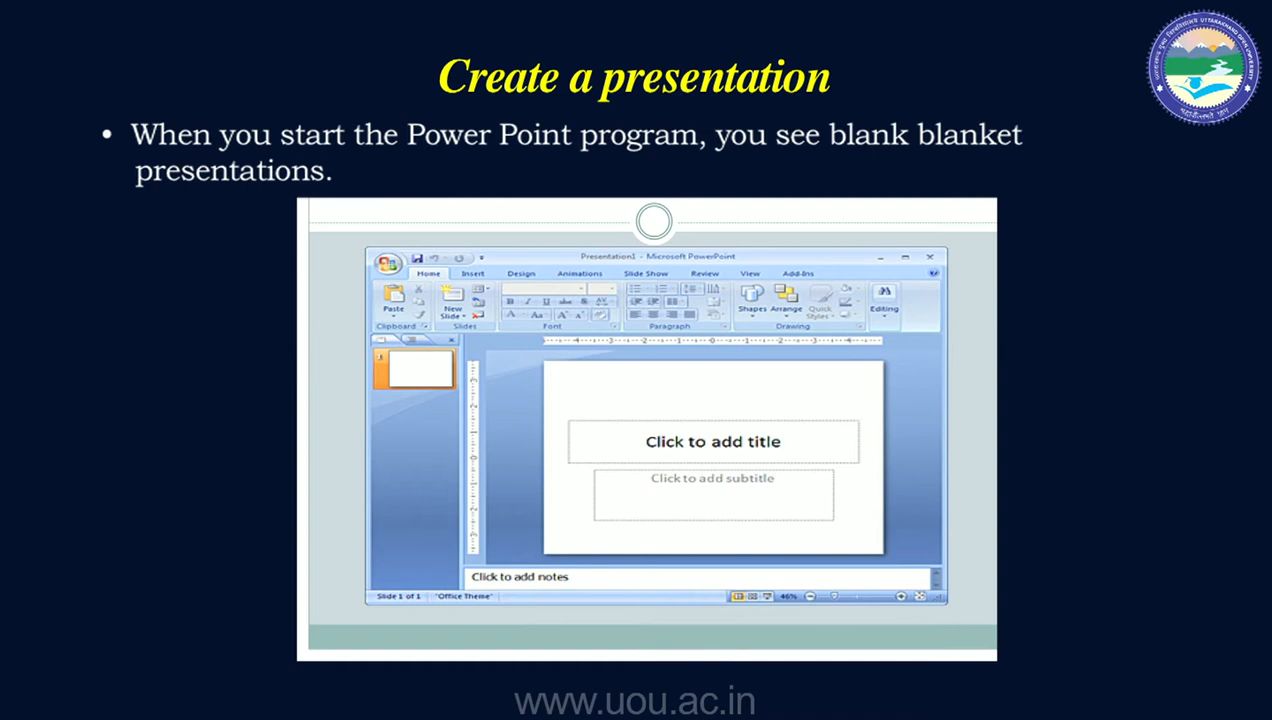 Create a presentation
• When you start the Power Point program, you see blank blanket
presentations.
Presentation1 - Microsoft PowerPoint
Home Insert Design Animations Slide Show Review View Add-Ins
Paste New Slide Shapes Arrange Quick Styles Editing
Clipboard Slides Font Paragraph Drawing
Click to add title
Click to add subtitle
Click to add notes
Slide 1 of 1 "Office Theme" 46%
www.uou.ac.in